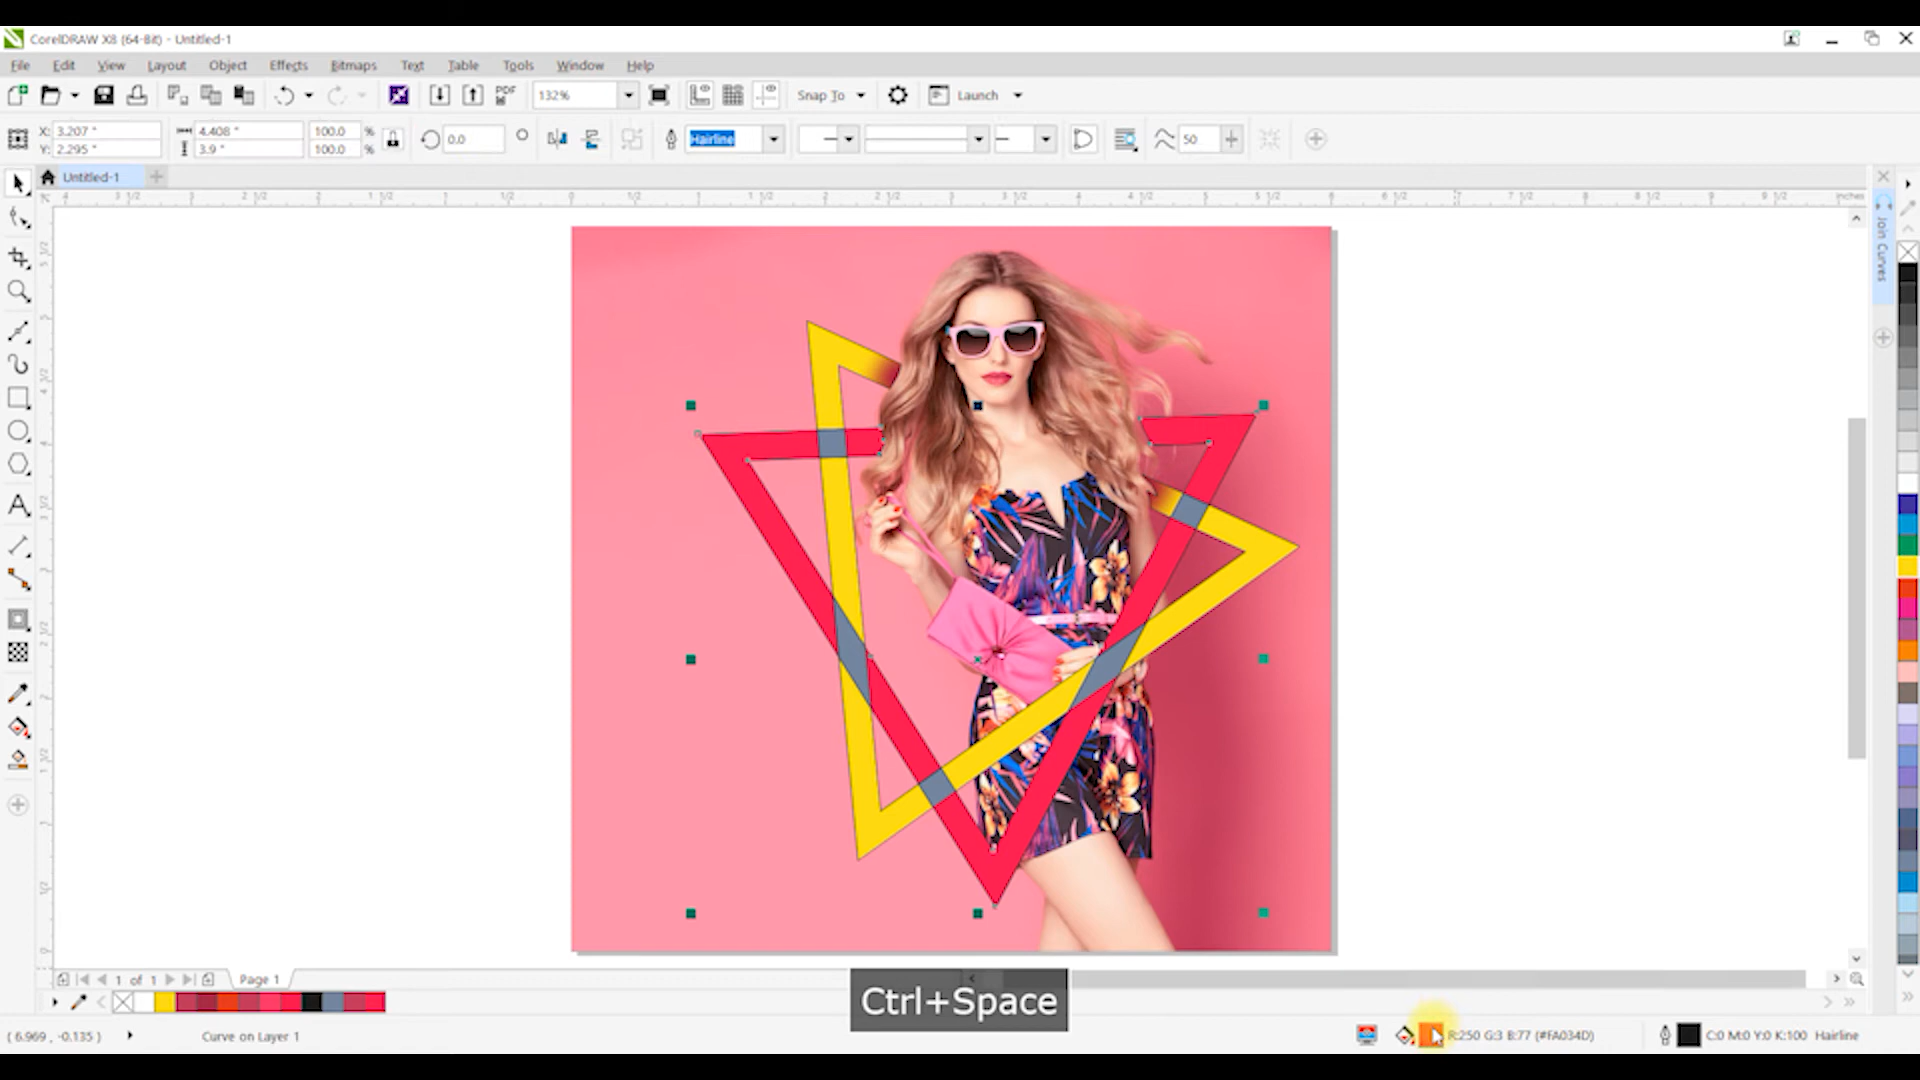 CorelDRAW X8 (64-Bit) - Untitled-1
File Edit View Layout Object Effects Bitmaps Text Table Tools Window Help
PDF 132% Snap To Launch
X: 3.207 " 4.408 " 100.0 % 0.0 Hairline 50
Y: 2.295 " 3.9 " 100.0 %
Untitled-1
inches
Join Curves
1 of 1 Page 1
Ctrl+Space
( 6.969, -0.135 ) Curve on Layer 1 R:250 G:3 B:77 (#FA034D) C:0 M:0 Y:0 K:100 Hairline